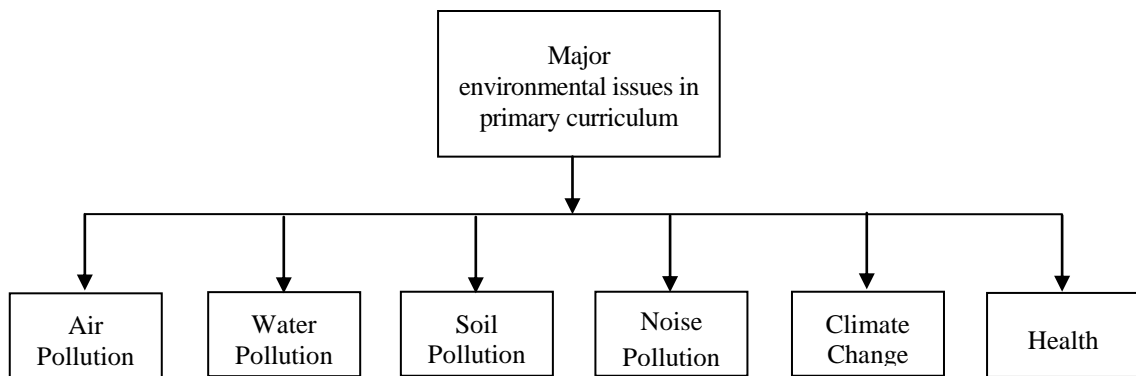 Major
environmental issues in
primary curriculum
Air
Pollution
Water
Pollution
Soil
Pollution
Noise
Pollution
Climate
Change
Health